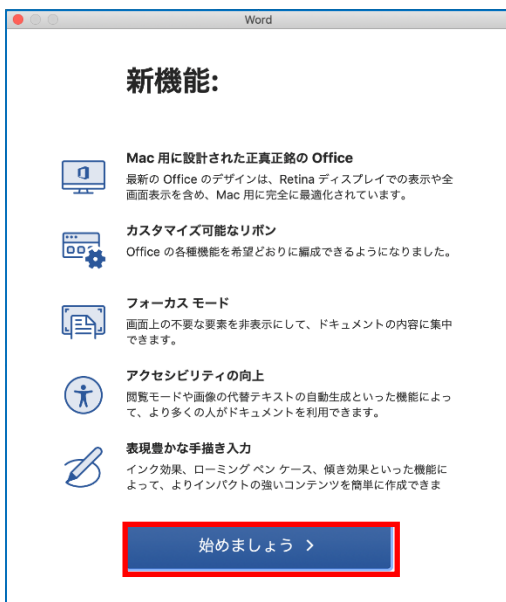 Word
新機能:
Mac 用に設計された正真正銘の Office
最新の Office のデザインは、Retina ディスプレイでの表示や全
画面表示を含め、Mac 用に完全に最適化されています。
カスタマイズ可能なリボン
Office の各種機能を希望どおりに編成できるようになりました。
フォーカス モード
画面上の不要な要素を非表示にして、ドキュメントの内容に集中
できます。
アクセシビリティの向上
閲覧モードや画像の代替テキストの自動生成といった機能によっ
て、より多くの人がドキュメントを利用できます。
表現豊かな手描き入力
インク効果、ローミング ペン ケース、傾き効果といった機能に
よって、よりインパクトの強いコンテンツを簡単に作成できま
始めましょう >